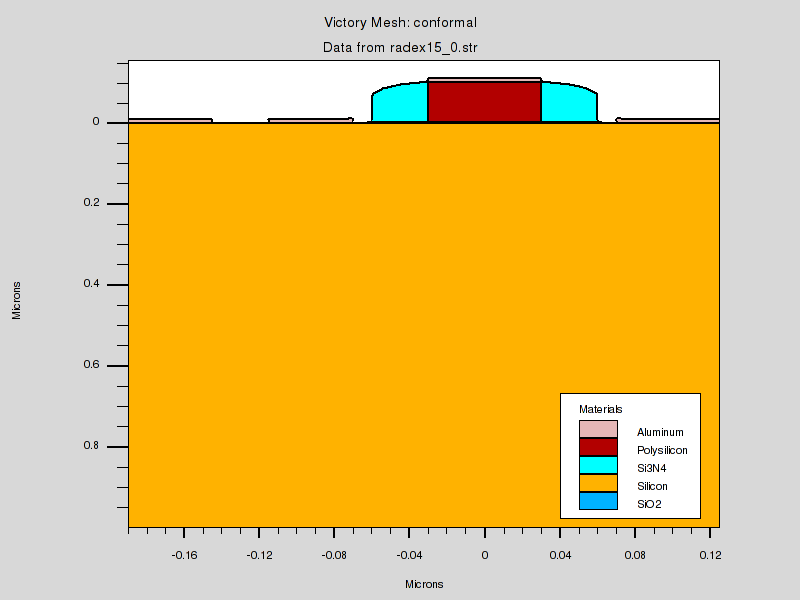 Victory Mesh: conformal
Data from radex15_0.str
0
0.2
0.4
0.6
0.8
Microns
Materials
Aluminum
Polysilicon
Si3N4
Silicon
SiO2
-0.16 -0.12 -0.08 -0.04 0 0.04 0.08 0.12
Microns